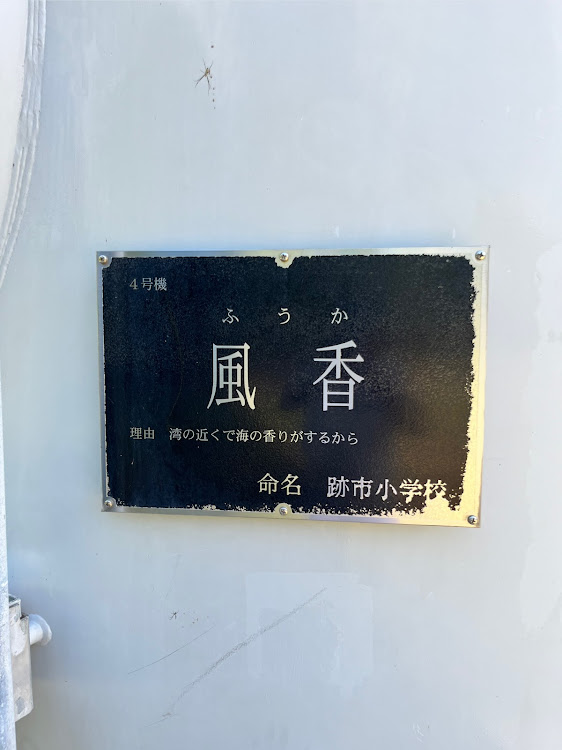 4号機
ふうか
風香
理由 湾の近くで海の香りがするから
命名 跡市小学校